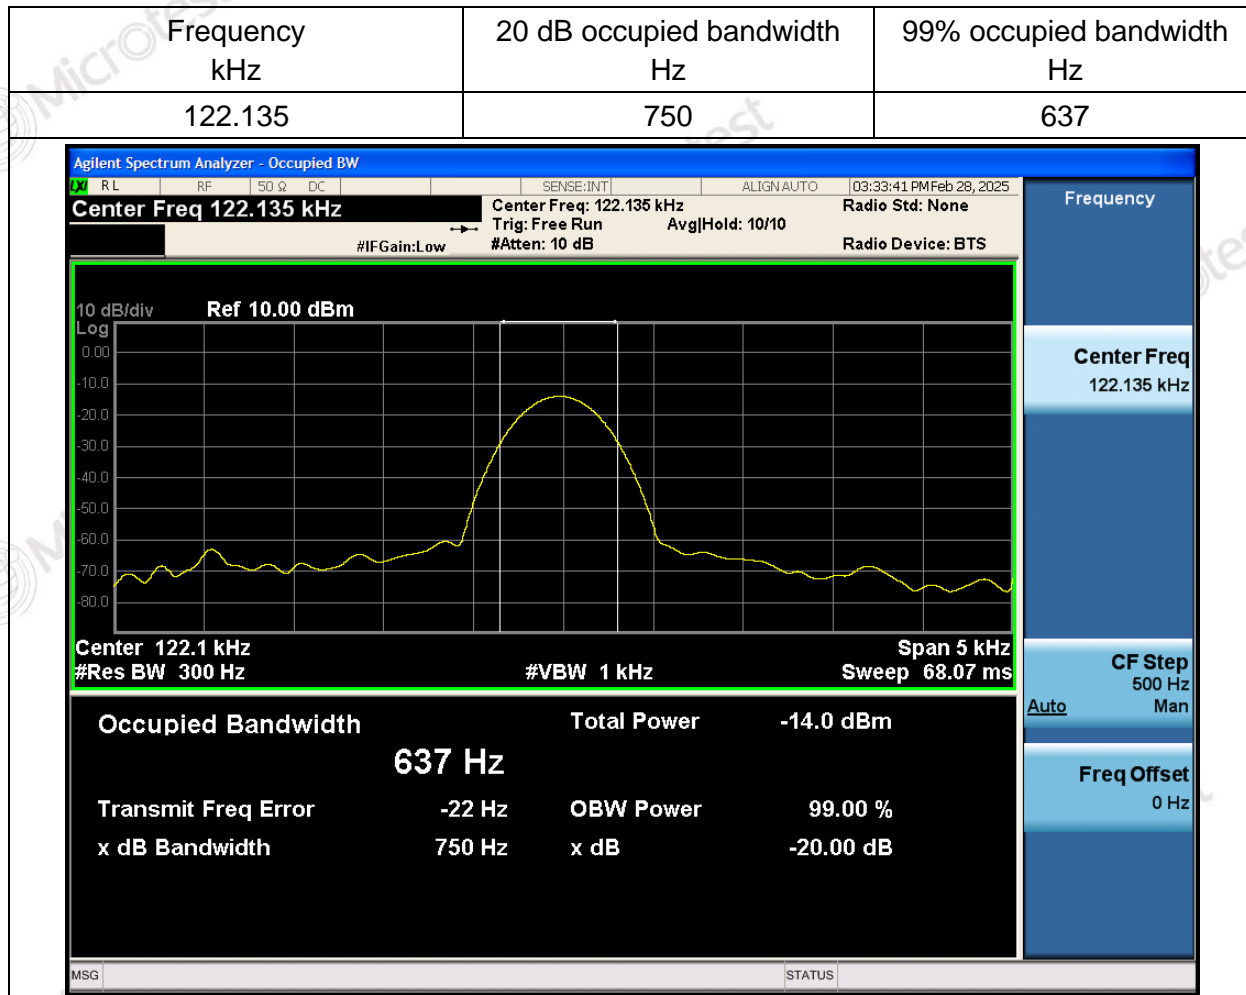 Frequency
kHz
20 dB occupied bandwidth
Hz
99% occupied bandwidth
Hz
122.135
750
637
Agilent Spectrum Analyzer - Occupied BW
LXI RL RF 50 Ω DC SENSE:INT ALIGN AUTO 03:33:41 PM Feb 28, 2025
Center Freq 122.135 kHz
#IFGain:Low
Center Freq: 122.135 kHz
Trig: Free Run Avg|Hold: 10/10
#Atten: 10 dB
Radio Std: None
Radio Device: BTS
10 dB/div Ref 10.00 dBm
Log
0.00
-10.0
-20.0
-30.0
-40.0
-50.0
-60.0
-70.0
-80.0
Center 122.1 kHz Span 5 kHz
#Res BW 300 Hz #VBW 1 kHz Sweep 68.07 ms
Occupied Bandwidth Total Power -14.0 dBm
637 Hz
Transmit Freq Error -22 Hz OBW Power 99.00 %
x dB Bandwidth 750 Hz x dB -20.00 dB
MSG STATUS
Frequency
Center Freq
122.135 kHz
CF Step
500 Hz
Auto Man
Freq Offset
0 Hz
Microtest